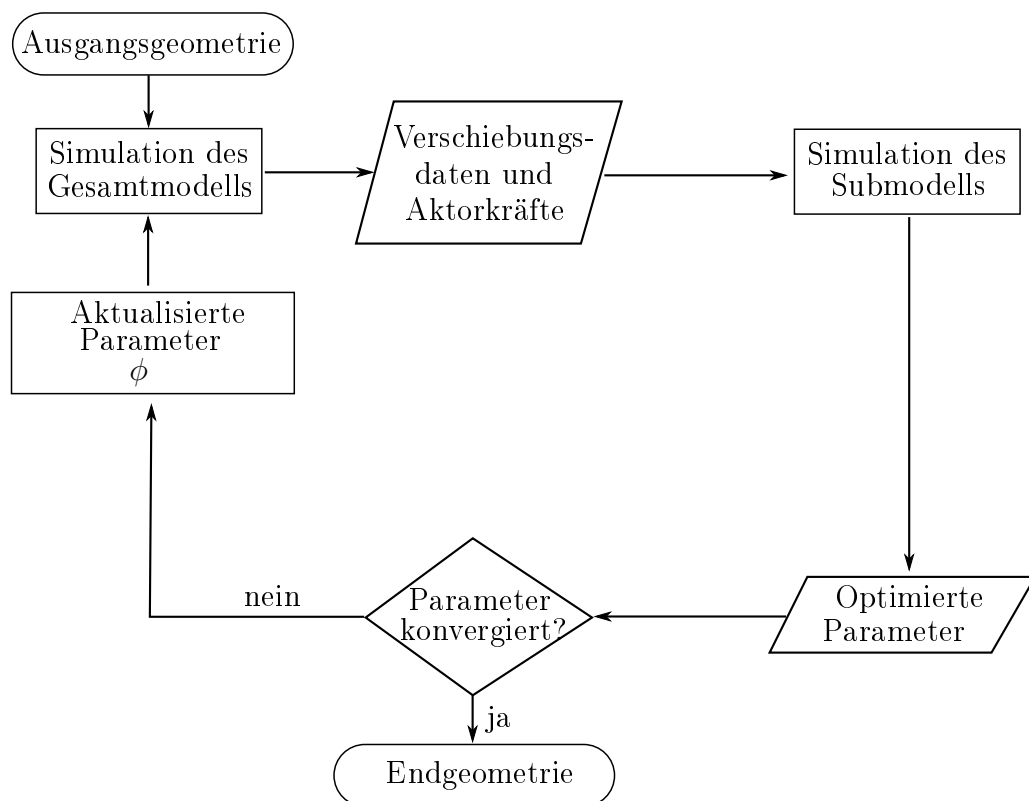 Ausgangsgeometrie
Simulation des
Gesamtmodells
Verschiebungs-
daten und
Aktorkräfte
Simulation des
Submodells
Aktualisierte
Parameter
ϕ
nein
Parameter
konvergiert?
Optimierte
Parameter
ja
Endgeometrie